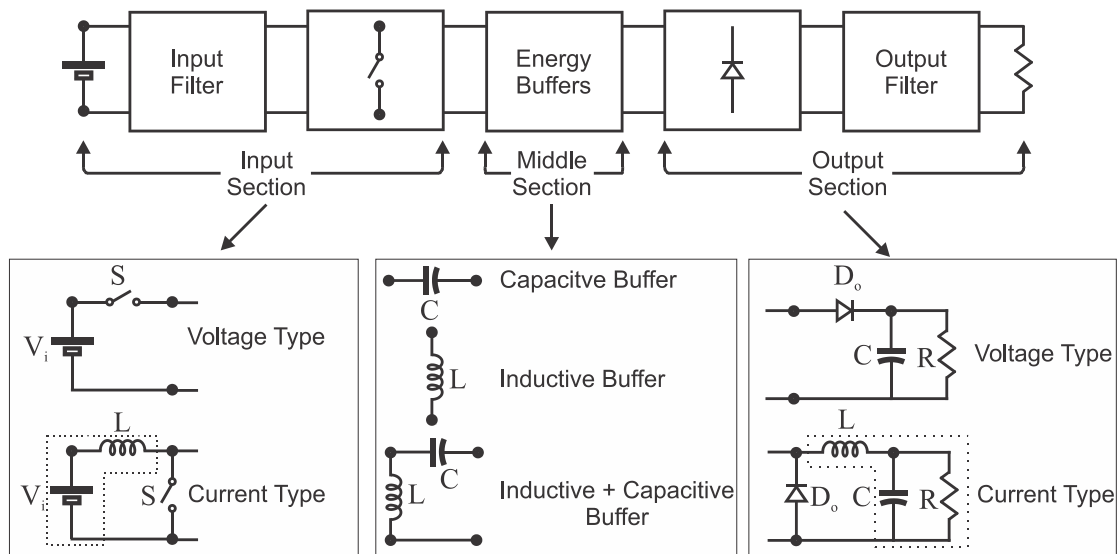 Input
Filter
Energy
Buffers
Output
Filter
Input
Section
Middle
Section
Output
Section
S
V i
Voltage Type
L
V i
S
Current Type
Capacitve Buffer
C
L
Inductive Buffer
C
L
Inductive + Capacitive
Buffer
D o
C
R
Voltage Type
L
D o
C
R
Current Type